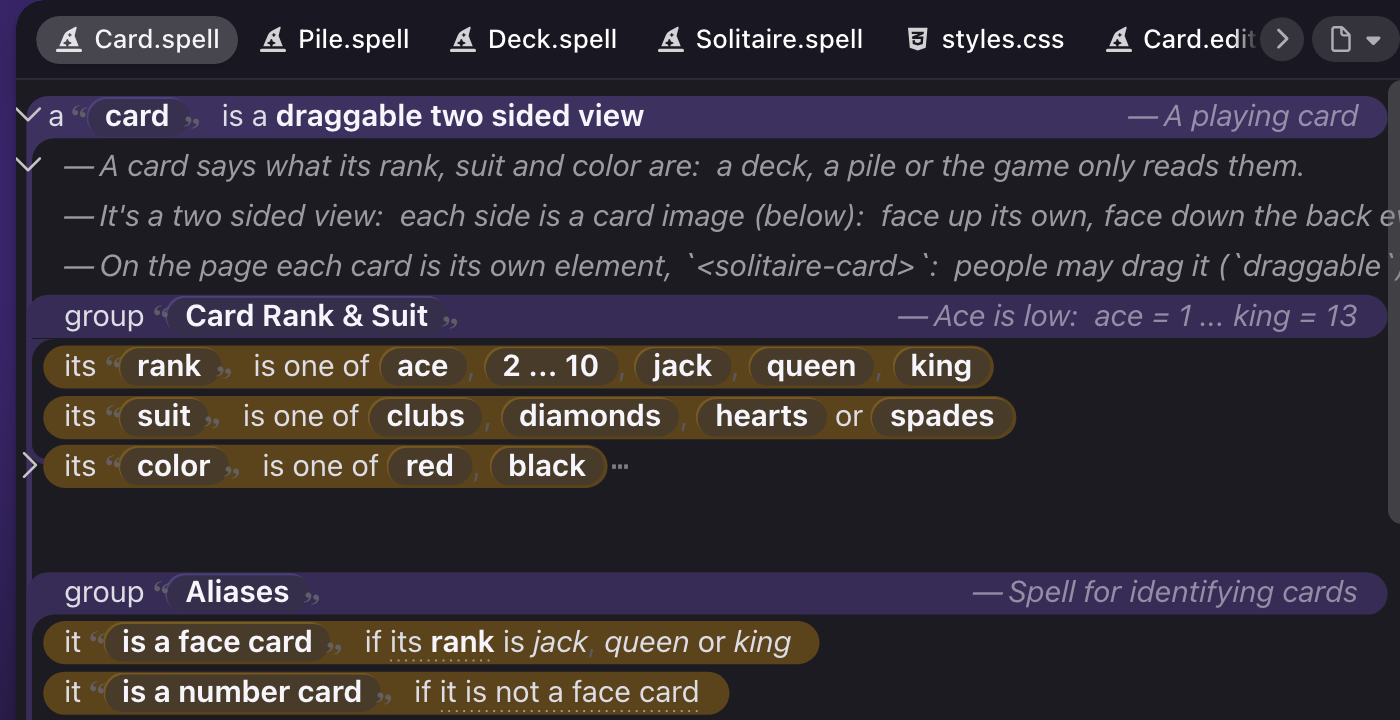 Card.spell Pile.spell Deck.spell Solitaire.spell styles.css Card.edit
a “ card ” is a draggable two sided view — A playing card
— A card says what its rank, suit and color are: a deck, a pile or the game only reads them.
— It's a two sided view: each side is a card image (below): face up its own, face down the back
— On the page each card is its own element, `<solitaire-card>`: people may drag it (`draggable`)
group “ Card Rank & Suit ” — Ace is low: ace = 1 … king = 13
its “ rank ” is one of ace , 2 … 10 , jack , queen , king
its “ suit ” is one of clubs , diamonds , hearts or spades
its “ color ” is one of red , black ···
group “ Aliases ” — Spell for identifying cards
it “ is a face card ” if its rank is jack, queen or king
it “ is a number card ” if it is not a face card